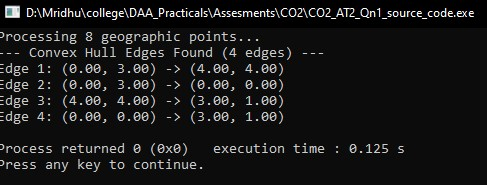 D:\Mridhu\college\DAA_Practicals\Assesments\CO2\CO2_AT2_Qn1_source_code.exe
Processing 8 geographic points...
--- Convex Hull Edges Found (4 edges) ---
Edge 1: (0.00, 3.00) -> (4.00, 4.00)
Edge 2: (0.00, 3.00) -> (0.00, 0.00)
Edge 3: (4.00, 4.00) -> (3.00, 1.00)
Edge 4: (0.00, 0.00) -> (3.00, 1.00)
Process returned 0 (0x0)   execution time : 0.125 s
Press any key to continue.